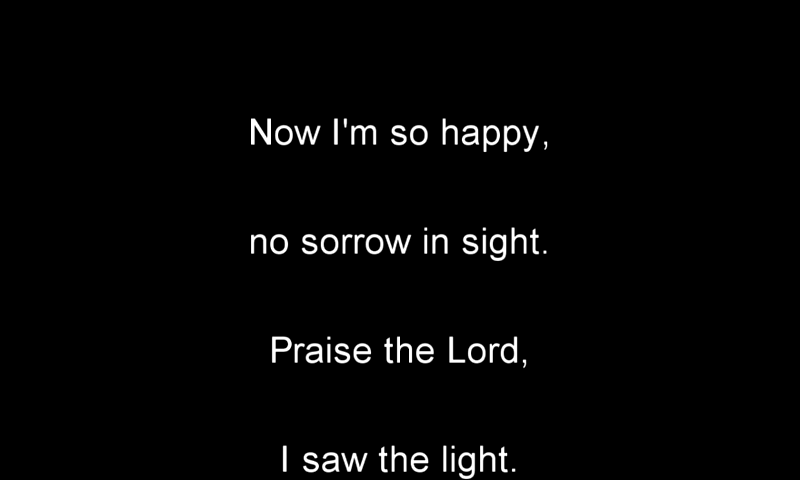 Now I'm so happy,
no sorrow in sight.
Praise the Lord,
I saw the light.